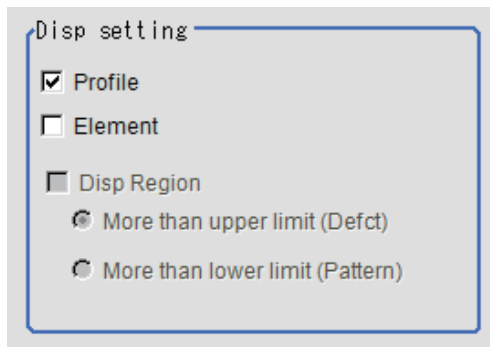 Disp setting
Profile
Element
Disp Region
More than upper limit (Defct)
More than lower limit (Pattern)